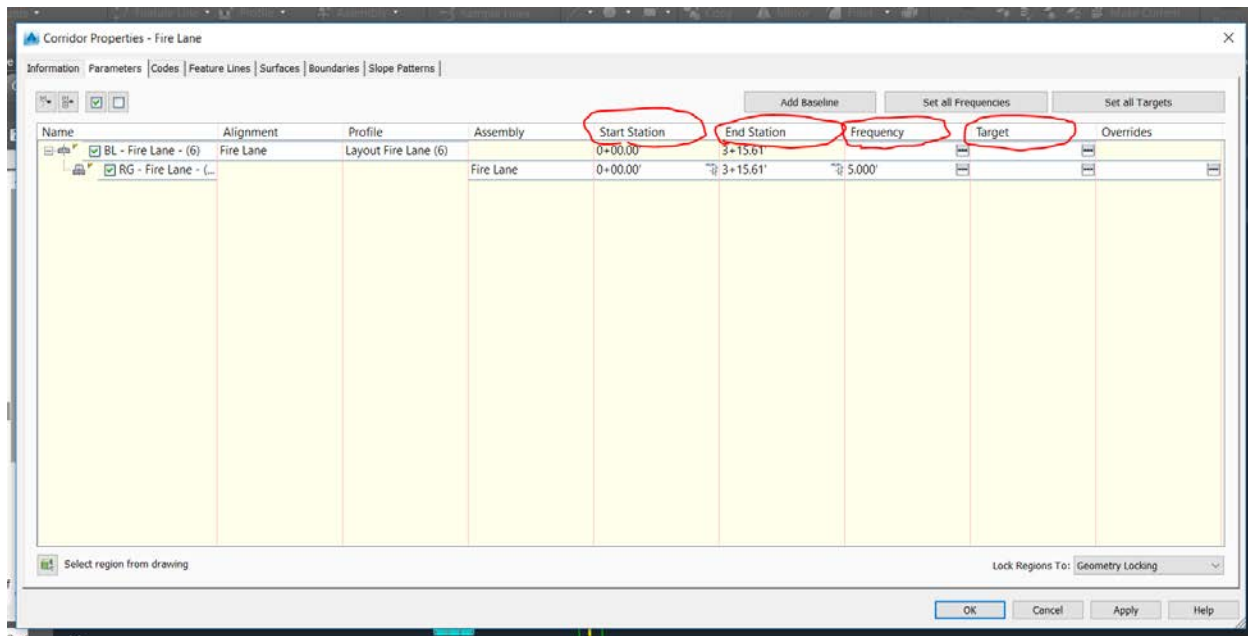 Corridor Properties - Fire Lane
Information Parameters Codes Feature Lines Surfaces Boundaries Slope Patterns
Add Baseline Set all Frequencies Set all Targets
Name Alignment Profile Assembly Start Station End Station Frequency Target Overrides
BL - Fire Lane - (6) Fire Lane Layout Fire Lane (6) 0+00.00' 3+15.61'
RG - Fire Lane - (... Fire Lane 0+00.00' 3+15.61' 5.000'
Select region from drawing Lock Regions To: Geometry Locking
OK Cancel Apply Help